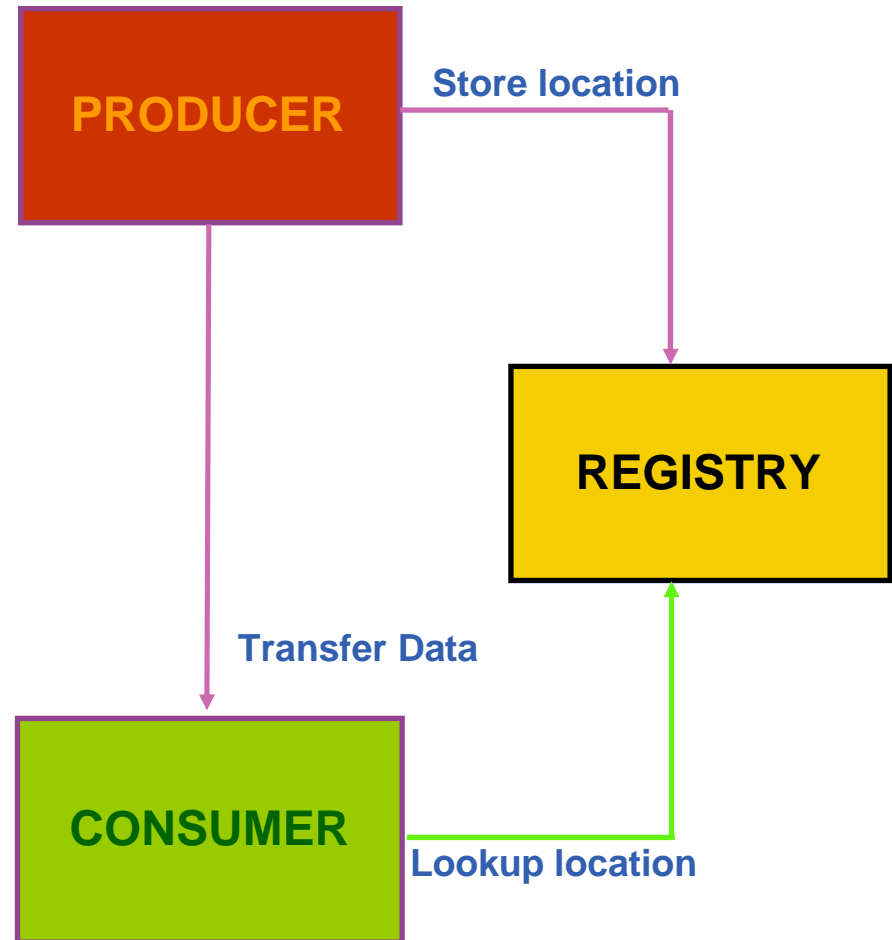 Store location
PRODUCER
REGISTRY
Transfer Data
CONSUMER
Lookup location